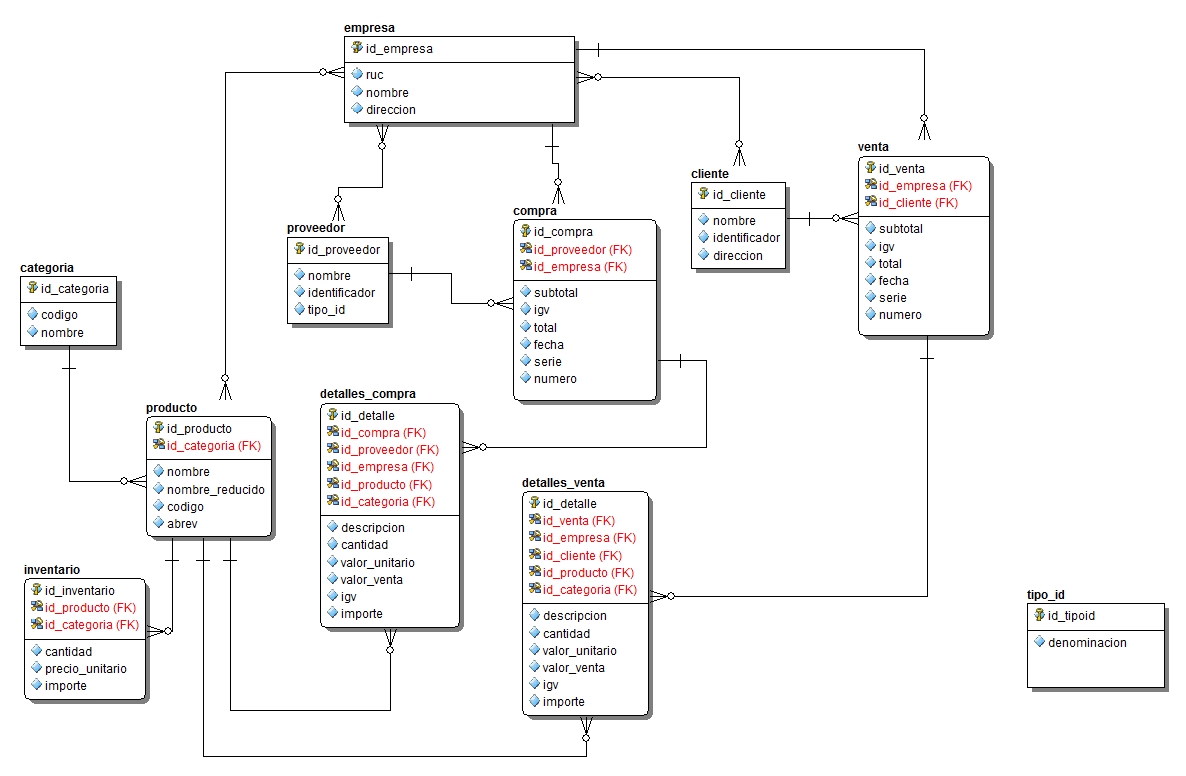 empresa
id_empresa
ruc
nombre
direccion
venta
id_venta
id_empresa (FK)
id_cliente (FK)
subtotal
igv
total
fecha
serie
numero
cliente
id_cliente
nombre
identificador
direccion
compra
id_compra
id_proveedor (FK)
id_empresa (FK)
subtotal
igv
total
fecha
serie
numero
proveedor
id_proveedor
nombre
identificador
tipo_id
categoria
id_categoria
codigo
nombre
producto
id_producto
id_categoria (FK)
nombre
nombre_reducido
codigo
abrev
detalles_compra
id_detalle
id_compra (FK)
id_proveedor (FK)
id_empresa (FK)
id_producto (FK)
id_categoria (FK)
descripcion
cantidad
valor_unitario
valor_venta
igv
importe
detalles_venta
id_detalle
id_venta (FK)
id_empresa (FK)
id_cliente (FK)
id_producto (FK)
id_categoria (FK)
descripcion
cantidad
valor_unitario
valor_venta
igv
importe
inventario
id_inventario
id_producto (FK)
id_categoria (FK)
cantidad
precio_unitario
importe
tipo_id
id_tipoid
denominacion